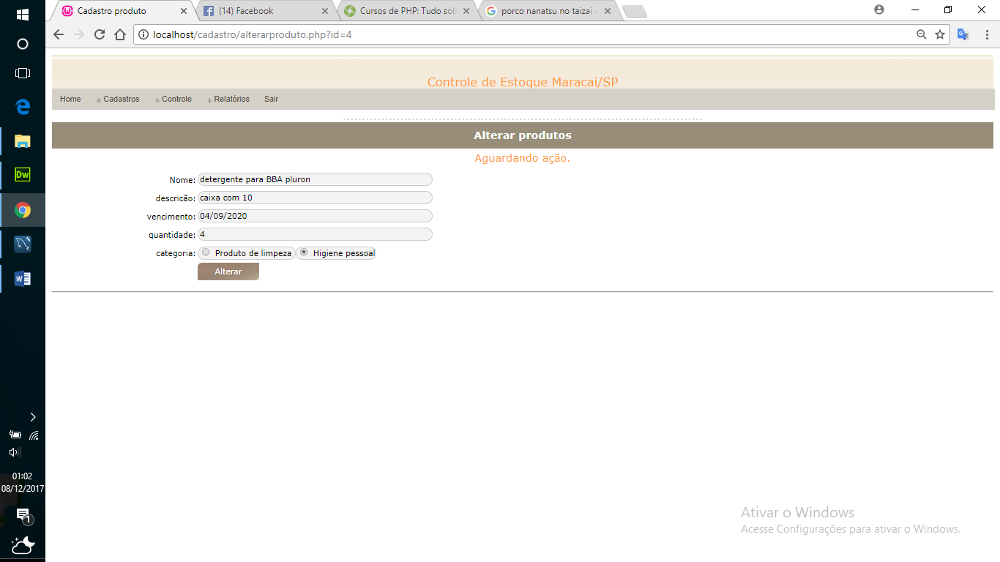 Cadastro produto
(14) Facebook
Cursos de PHP: Tudo sob
porco nanatsu no taizai -
localhost/cadastro/alterarproduto.php?id=4
Controle de Estoque Maracai/SP
Home Cadastros Controle Relatórios Sair
Alterar produtos
Aguardando ação.
Nome: detergente para BBA pluron
descricão: caixa com 10
vencimento: 04/09/2020
quantidade: 4
categoria: Produto de limpeza Higiene pessoal
Alterar
Dw
W
01:02
08/12/2017
1
Ativar o Windows
Acesse Configurações para ativar o Windows.